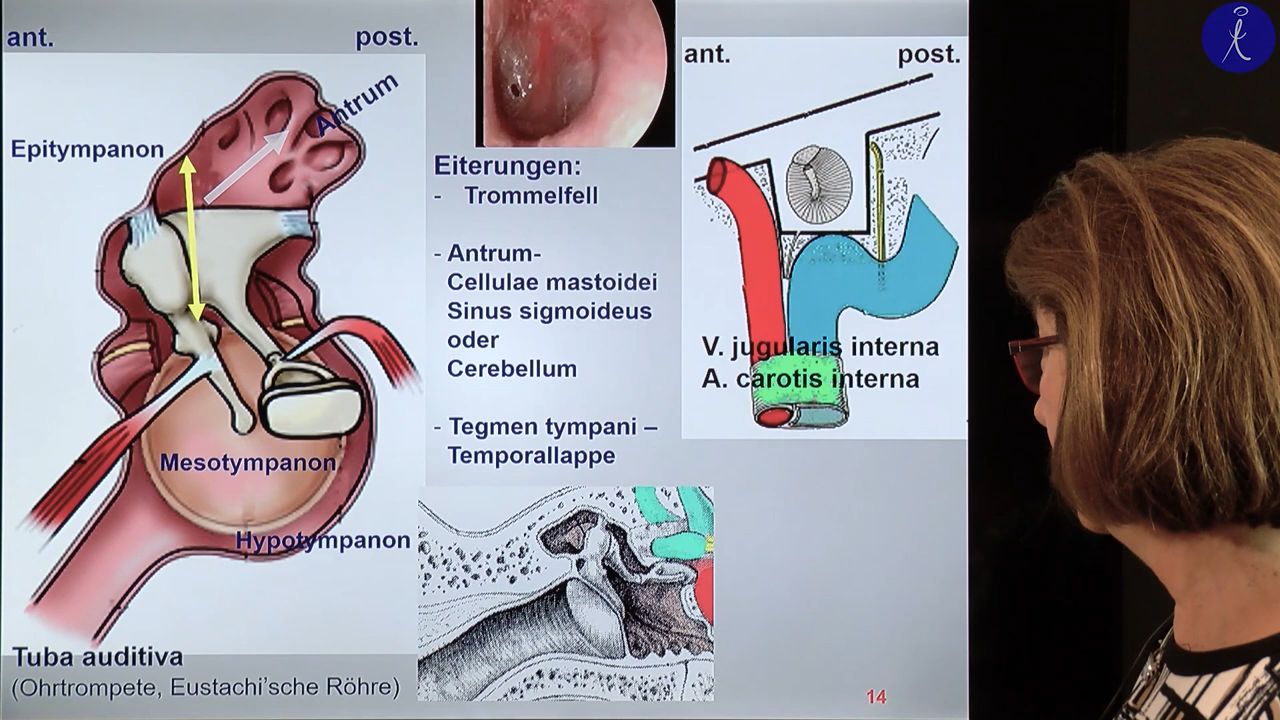 ant.
post.
Antrum
Epitympanon
Mesotympanon
Hypotympanon
Tuba auditiva
(Ohrtrompete, Eustachi'sche Röhre)
Eiterungen:
- Trommelfell
- Antrum-
Cellulae mastoidei
Sinus sigmoideus
oder
Cerebellum
- Tegmen tympani –
Temporallappe
ant.
post.
V. jugularis interna
A. carotis interna
14